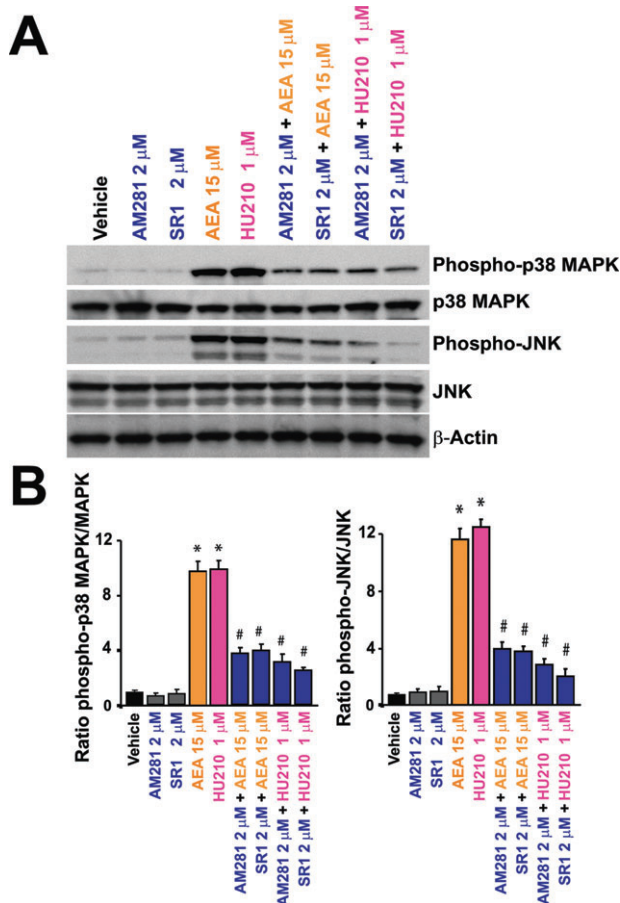 A
Vehicle
AM281 2 μM
SR1 2 μM
AEA 15 μM
HU210 1 μM
AM281 2 μM + AEA 15 μM
SR1 2 μM + AEA 15 μM
AM281 2 μM + HU210 1 μM
SR1 2 μM + HU210 1 μM
Phospho-p38 MAPK
p38 MAPK
Phospho-JNK
JNK
β-Actin
B
Ratio phospho-p38 MAPK/MAPK
12
8
4
0
* *
# # # #
Vehicle
AM281 2 μM
SR1 2 μM
AEA 15 μM
HU210 1 μM
AM281 2 μM + AEA 15 μM
SR1 2 μM + AEA 15 μM
AM281 2 μM + HU210 1 μM
SR1 2 μM + HU210 1 μM
Ratio phospho-JNK/JNK
12
8
4
0
* *
# # # #
Vehicle
AM281 2 μM
SR1 2 μM
AEA 15 μM
HU210 1 μM
AM281 2 μM + AEA 15 μM
SR1 2 μM + AEA 15 μM
AM281 2 μM + HU210 1 μM
SR1 2 μM + HU210 1 μM